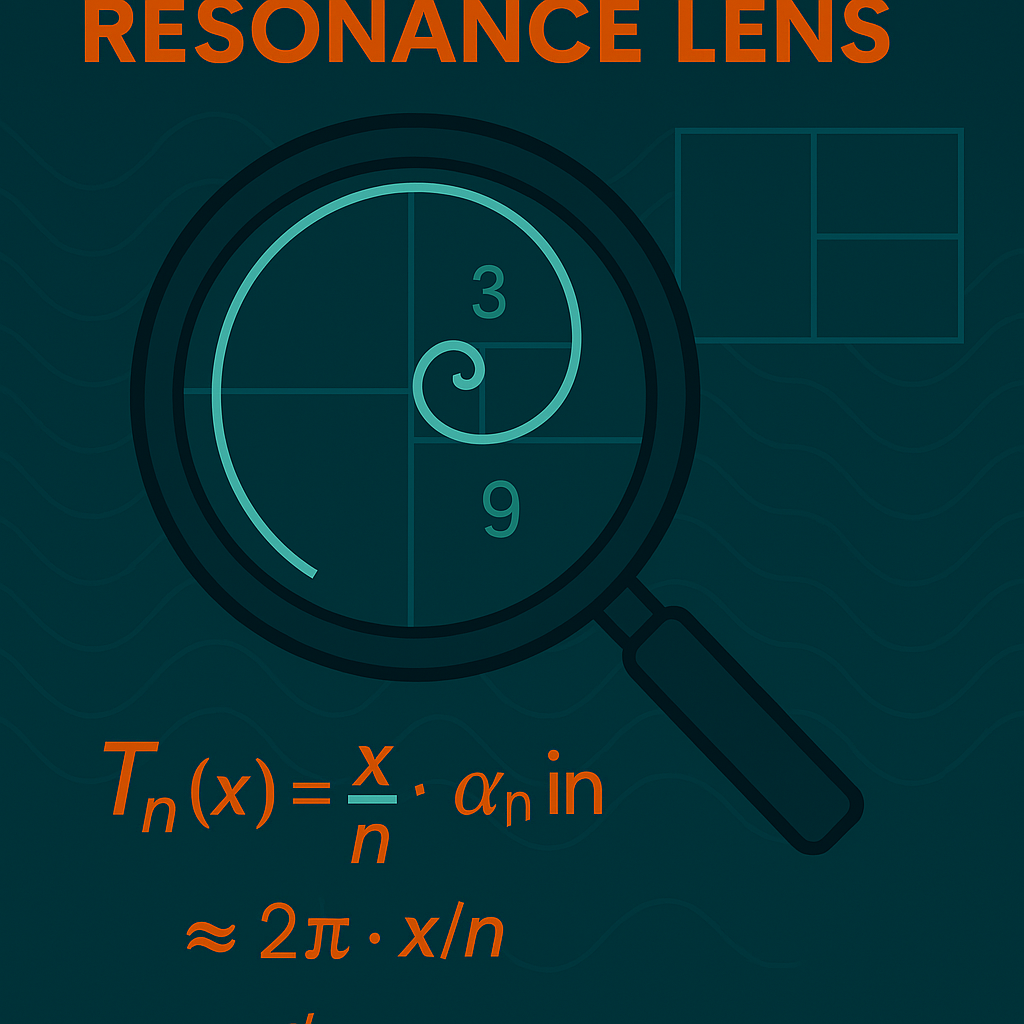 RESONANCE LENS
3
9
Tₙ(x) = x/n · αₙ in
≈ 2π · x/n